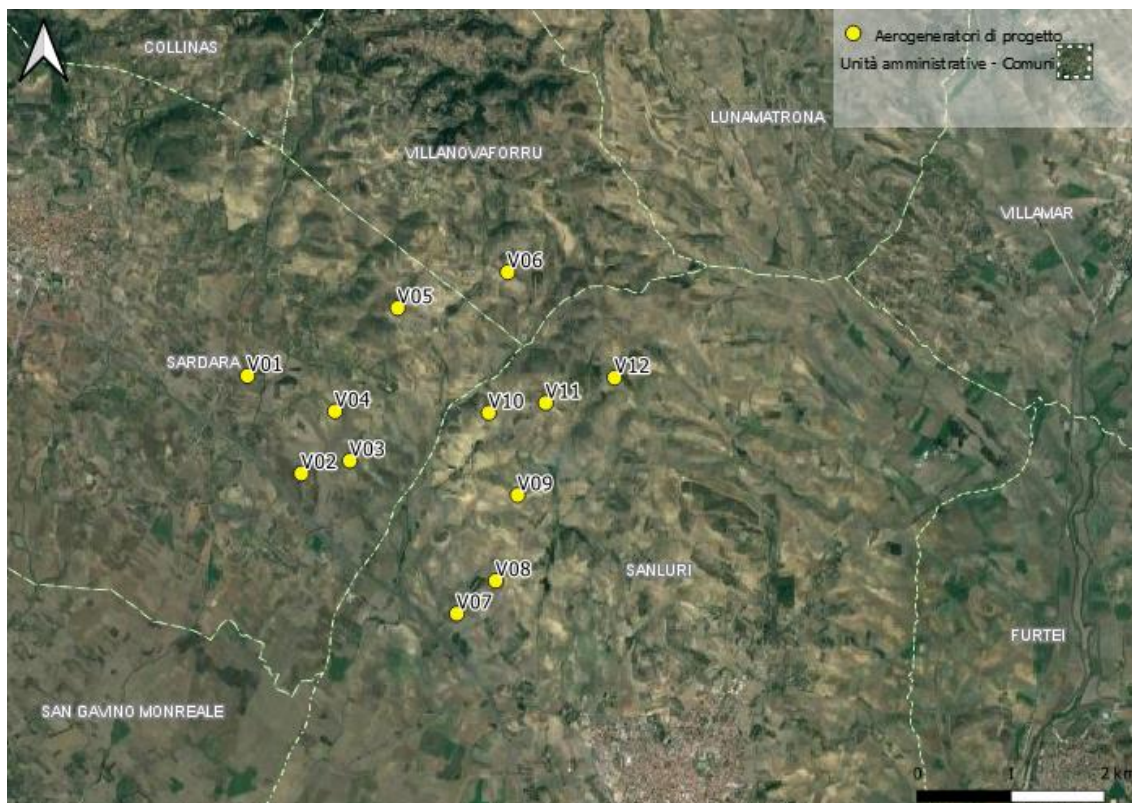 COLLINAS
Aerogeneratori di progetto
Unità amministrative - Comuni
LUNAMATRONA
VILLANOVAFORRU
VILLAMAR
V06
V05
SARDARA
V01
V12
V11
V04
V10
V03
V02
V09
V08
SANLURI
V07
FURTEI
SAN GAVINO MONREALE
0 1 2 km